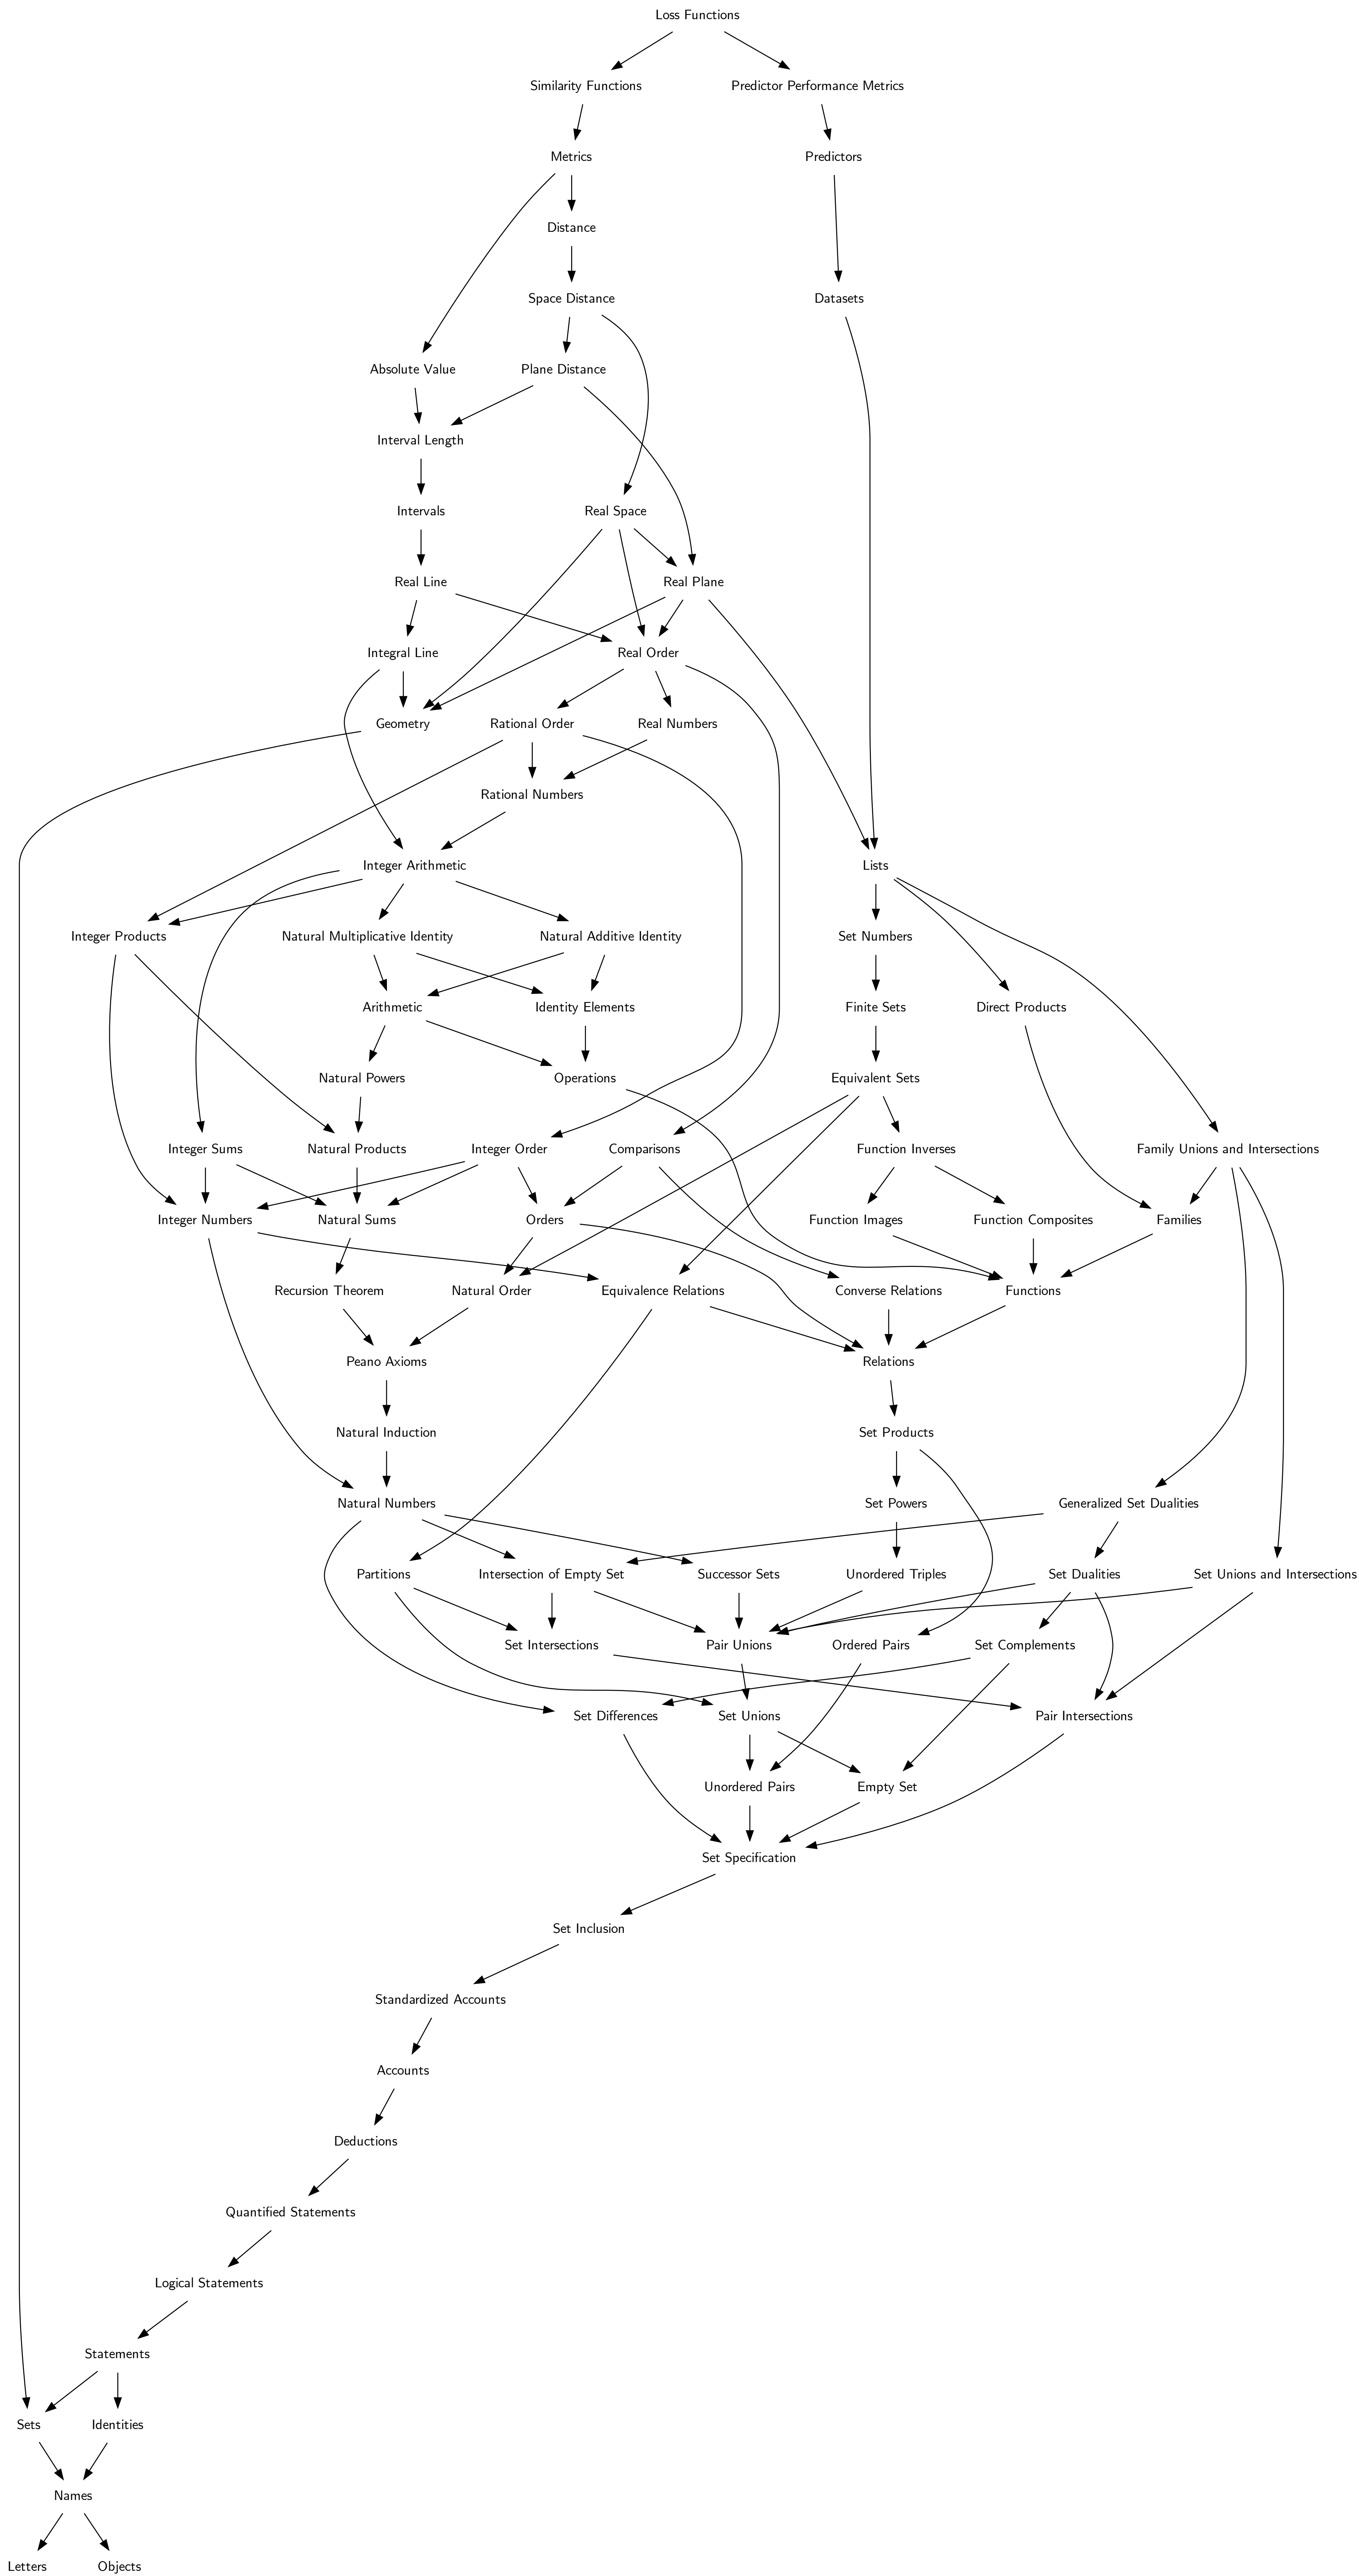 Loss Functions
Similarity Functions
Predictor Performance Metrics
Metrics
Predictors
Distance
Space Distance
Datasets
Absolute Value
Plane Distance
Interval Length
Intervals
Real Space
Real Line
Real Plane
Integral Line
Real Order
Geometry
Rational Order
Real Numbers
Rational Numbers
Integer Arithmetic
Lists
Integer Products
Natural Multiplicative Identity
Natural Additive Identity
Set Numbers
Arithmetic
Identity Elements
Finite Sets
Direct Products
Natural Powers
Operations
Equivalent Sets
Integer Sums
Natural Products
Integer Order
Comparisons
Function Inverses
Family Unions and Intersections
Integer Numbers
Natural Sums
Orders
Function Images
Function Composites
Families
Recursion Theorem
Natural Order
Equivalence Relations
Converse Relations
Functions
Peano Axioms
Relations
Natural Induction
Set Products
Natural Numbers
Set Powers
Generalized Set Dualities
Partitions
Intersection of Empty Set
Successor Sets
Unordered Triples
Set Dualities
Set Unions and Intersections
Set Intersections
Pair Unions
Ordered Pairs
Set Complements
Set Differences
Set Unions
Pair Intersections
Unordered Pairs
Empty Set
Set Specification
Set Inclusion
Standardized Accounts
Accounts
Deductions
Quantified Statements
Logical Statements
Statements
Sets
Identities
Names
Letters
Objects